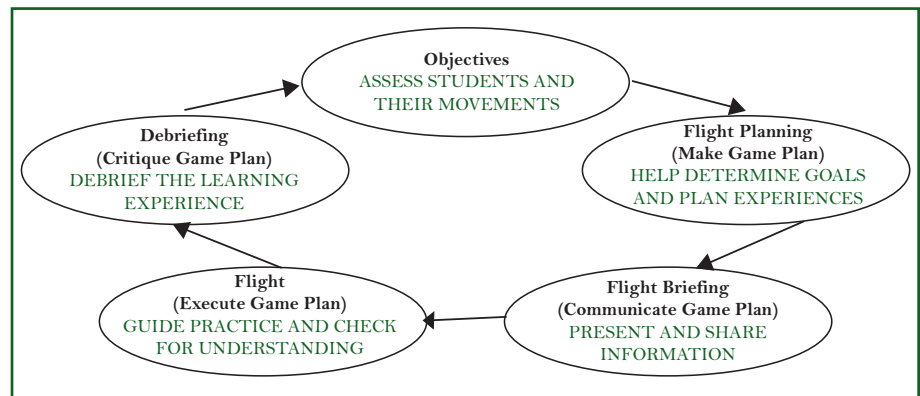 Objectives
ASSESS STUDENTS AND
THEIR MOVEMENTS
Flight Planning
(Make Game Plan)
HELP DETERMINE GOALS
AND PLAN EXPERIENCES
Flight Briefing
(Communicate Game Plan)
PRESENT AND SHARE
INFORMATION
Flight
(Execute Game Plan)
GUIDE PRACTICE AND CHECK
FOR UNDERSTANDING
Debriefing
(Critique Game Plan)
DEBRIEF THE LEARNING
EXPERIENCE